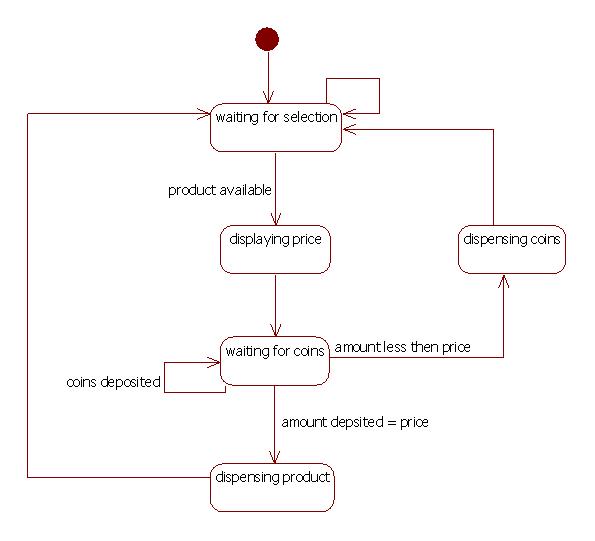 waiting for selection
product available
displaying price
dispensing coins
waiting for coins
amount less then price
coins deposited
amount depsited = price
dispensing product